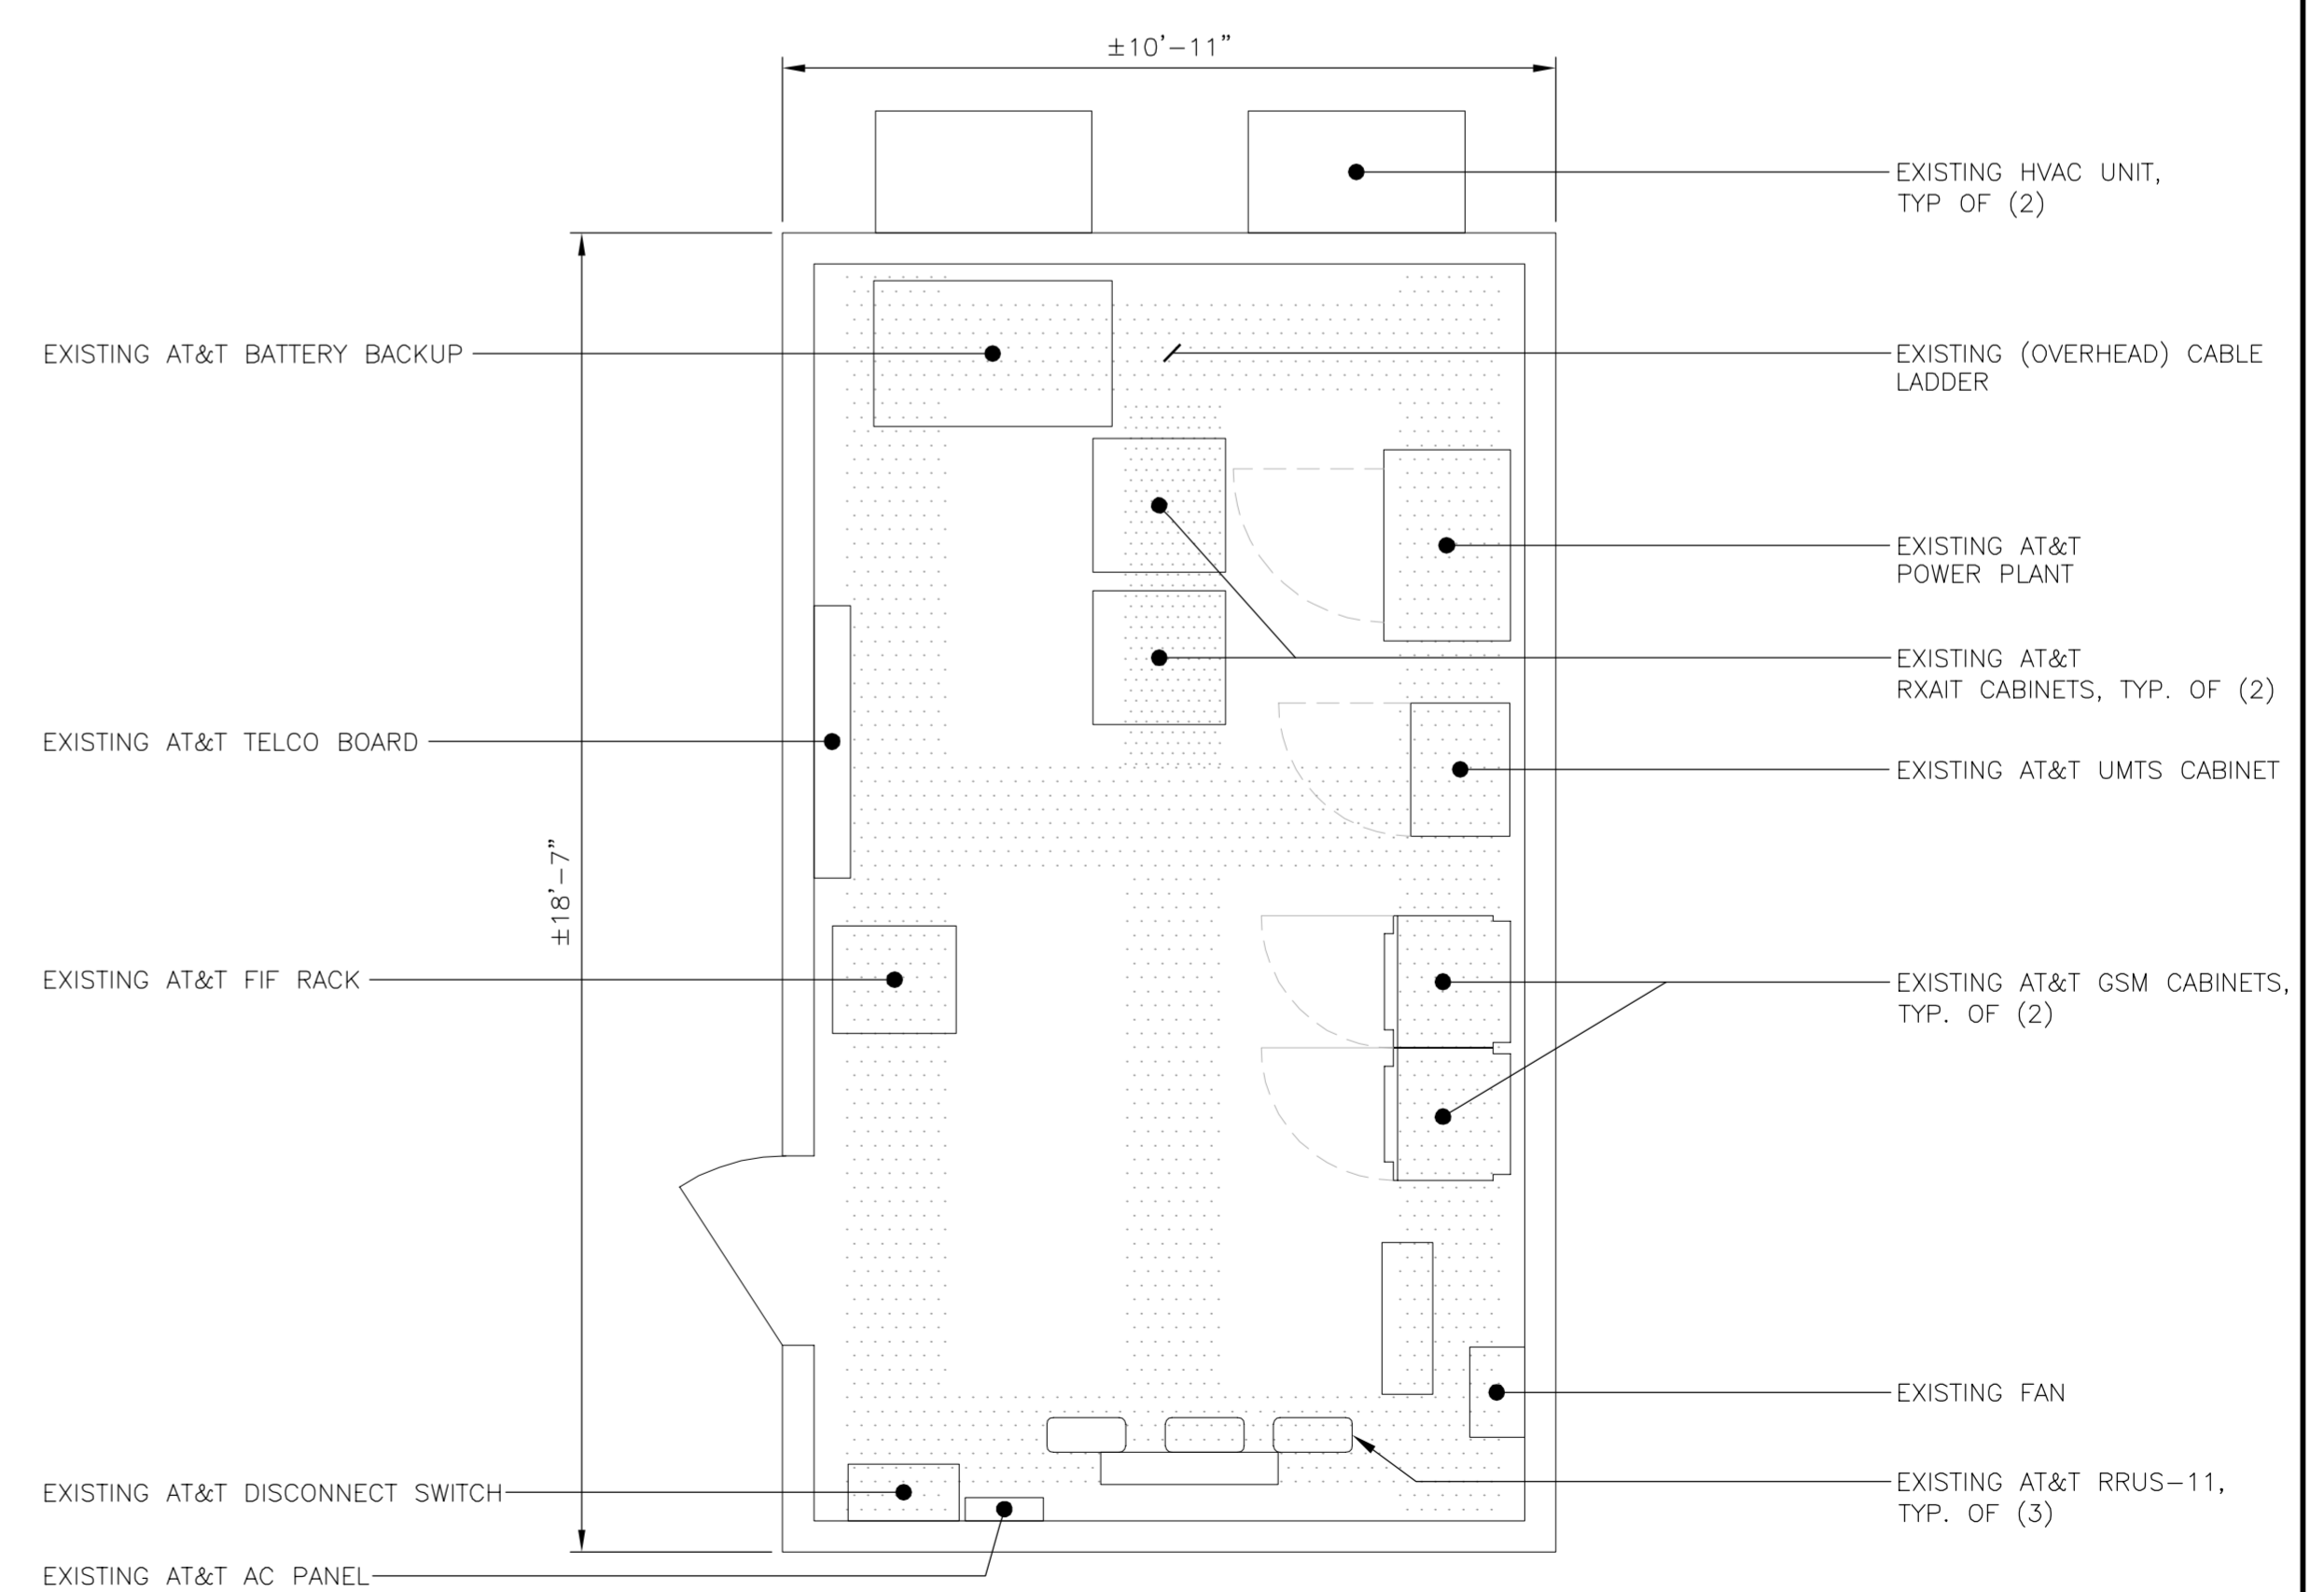 ±10'-11"
EXISTING HVAC UNIT,
TYP OF (2)
EXISTING AT&T BATTERY BACKUP
EXISTING (OVERHEAD) CABLE
LADDER
EXISTING AT&T
POWER PLANT
EXISTING AT&T
RXAIT CABINETS, TYP. OF (2)
EXISTING AT&T TELCO BOARD
EXISTING AT&T UMTS CABINET
±18'-7"
EXISTING AT&T FIF RACK
EXISTING AT&T GSM CABINETS,
TYP. OF (2)
EXISTING FAN
EXISTING AT&T DISCONNECT SWITCH
EXISTING AT&T RRUS-11,
TYP. OF (3)
EXISTING AT&T AC PANEL